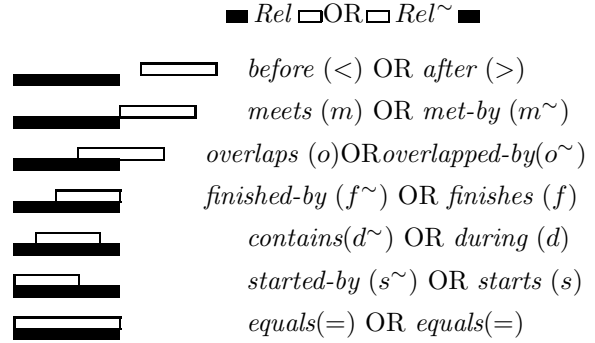 Rel OR Rel~
before (<) OR after (>)
meets (m) OR met-by (m~)
overlaps (o)ORoverlapped-by(o~)
finished-by (f~) OR finishes (f)
contains(d~) OR during (d)
started-by (s~) OR starts (s)
equals(=) OR equals(=)